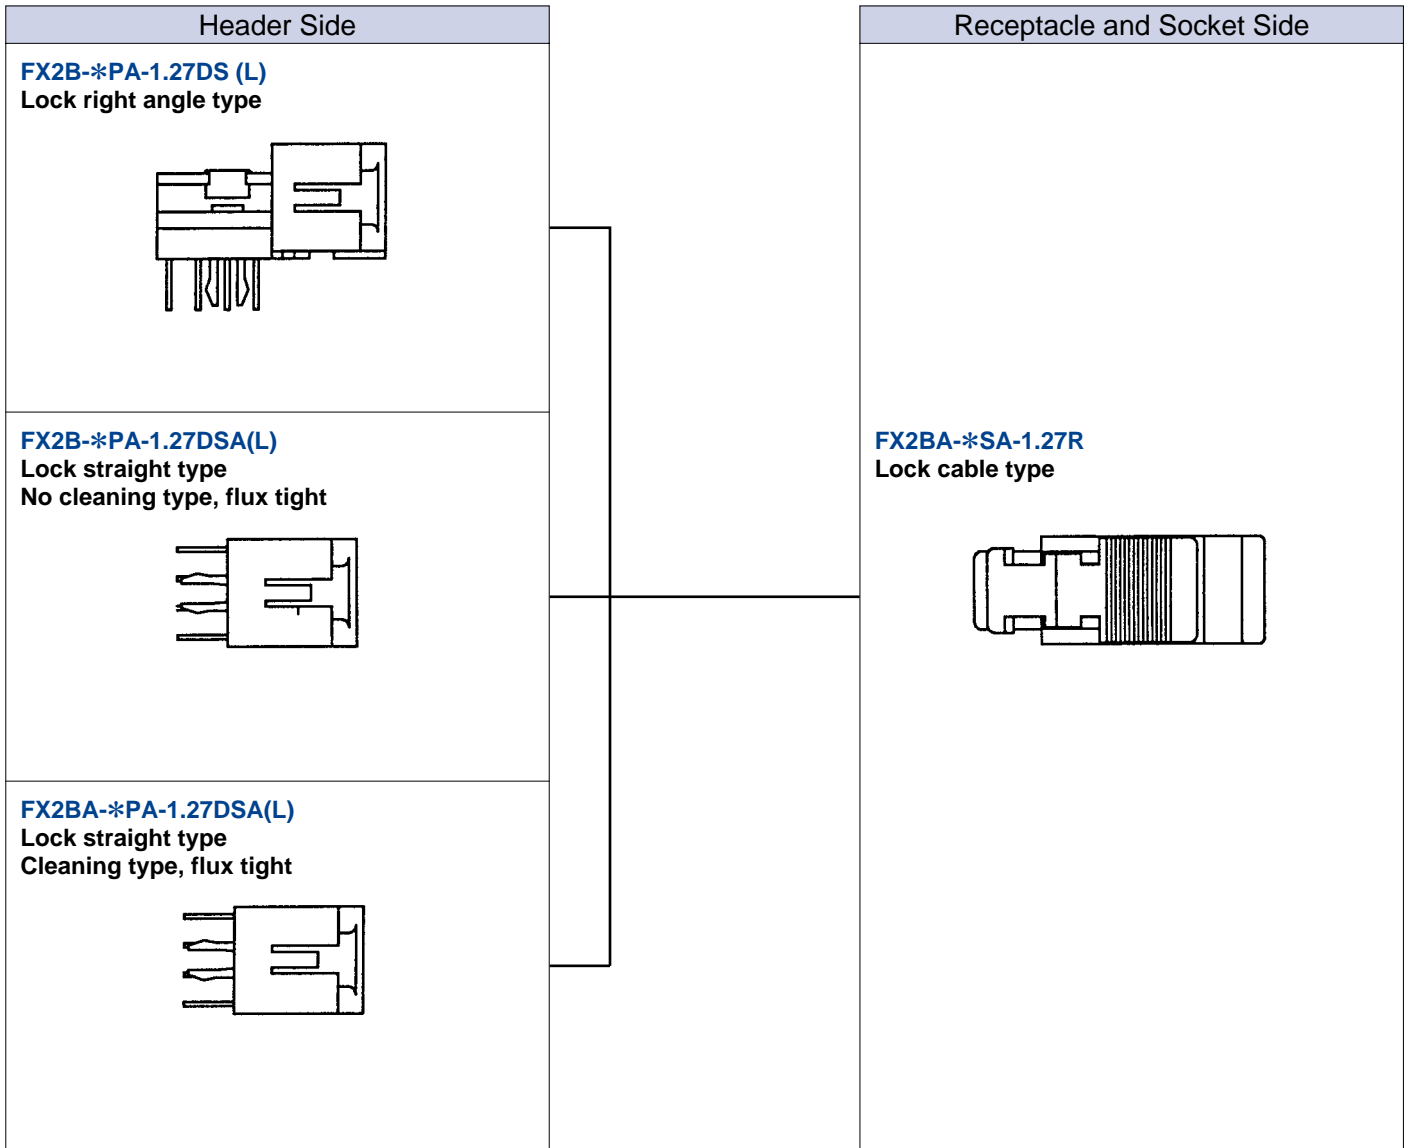 Header Side
Receptacle and Socket Side
FX2B-*PA-1.27DS (L)
Lock right angle type
FX2B-*PA-1.27DSA(L)
Lock straight type
No cleaning type, flux tight
FX2BA-*SA-1.27R
Lock cable type
FX2BA-*PA-1.27DSA(L)
Lock straight type
Cleaning type, flux tight